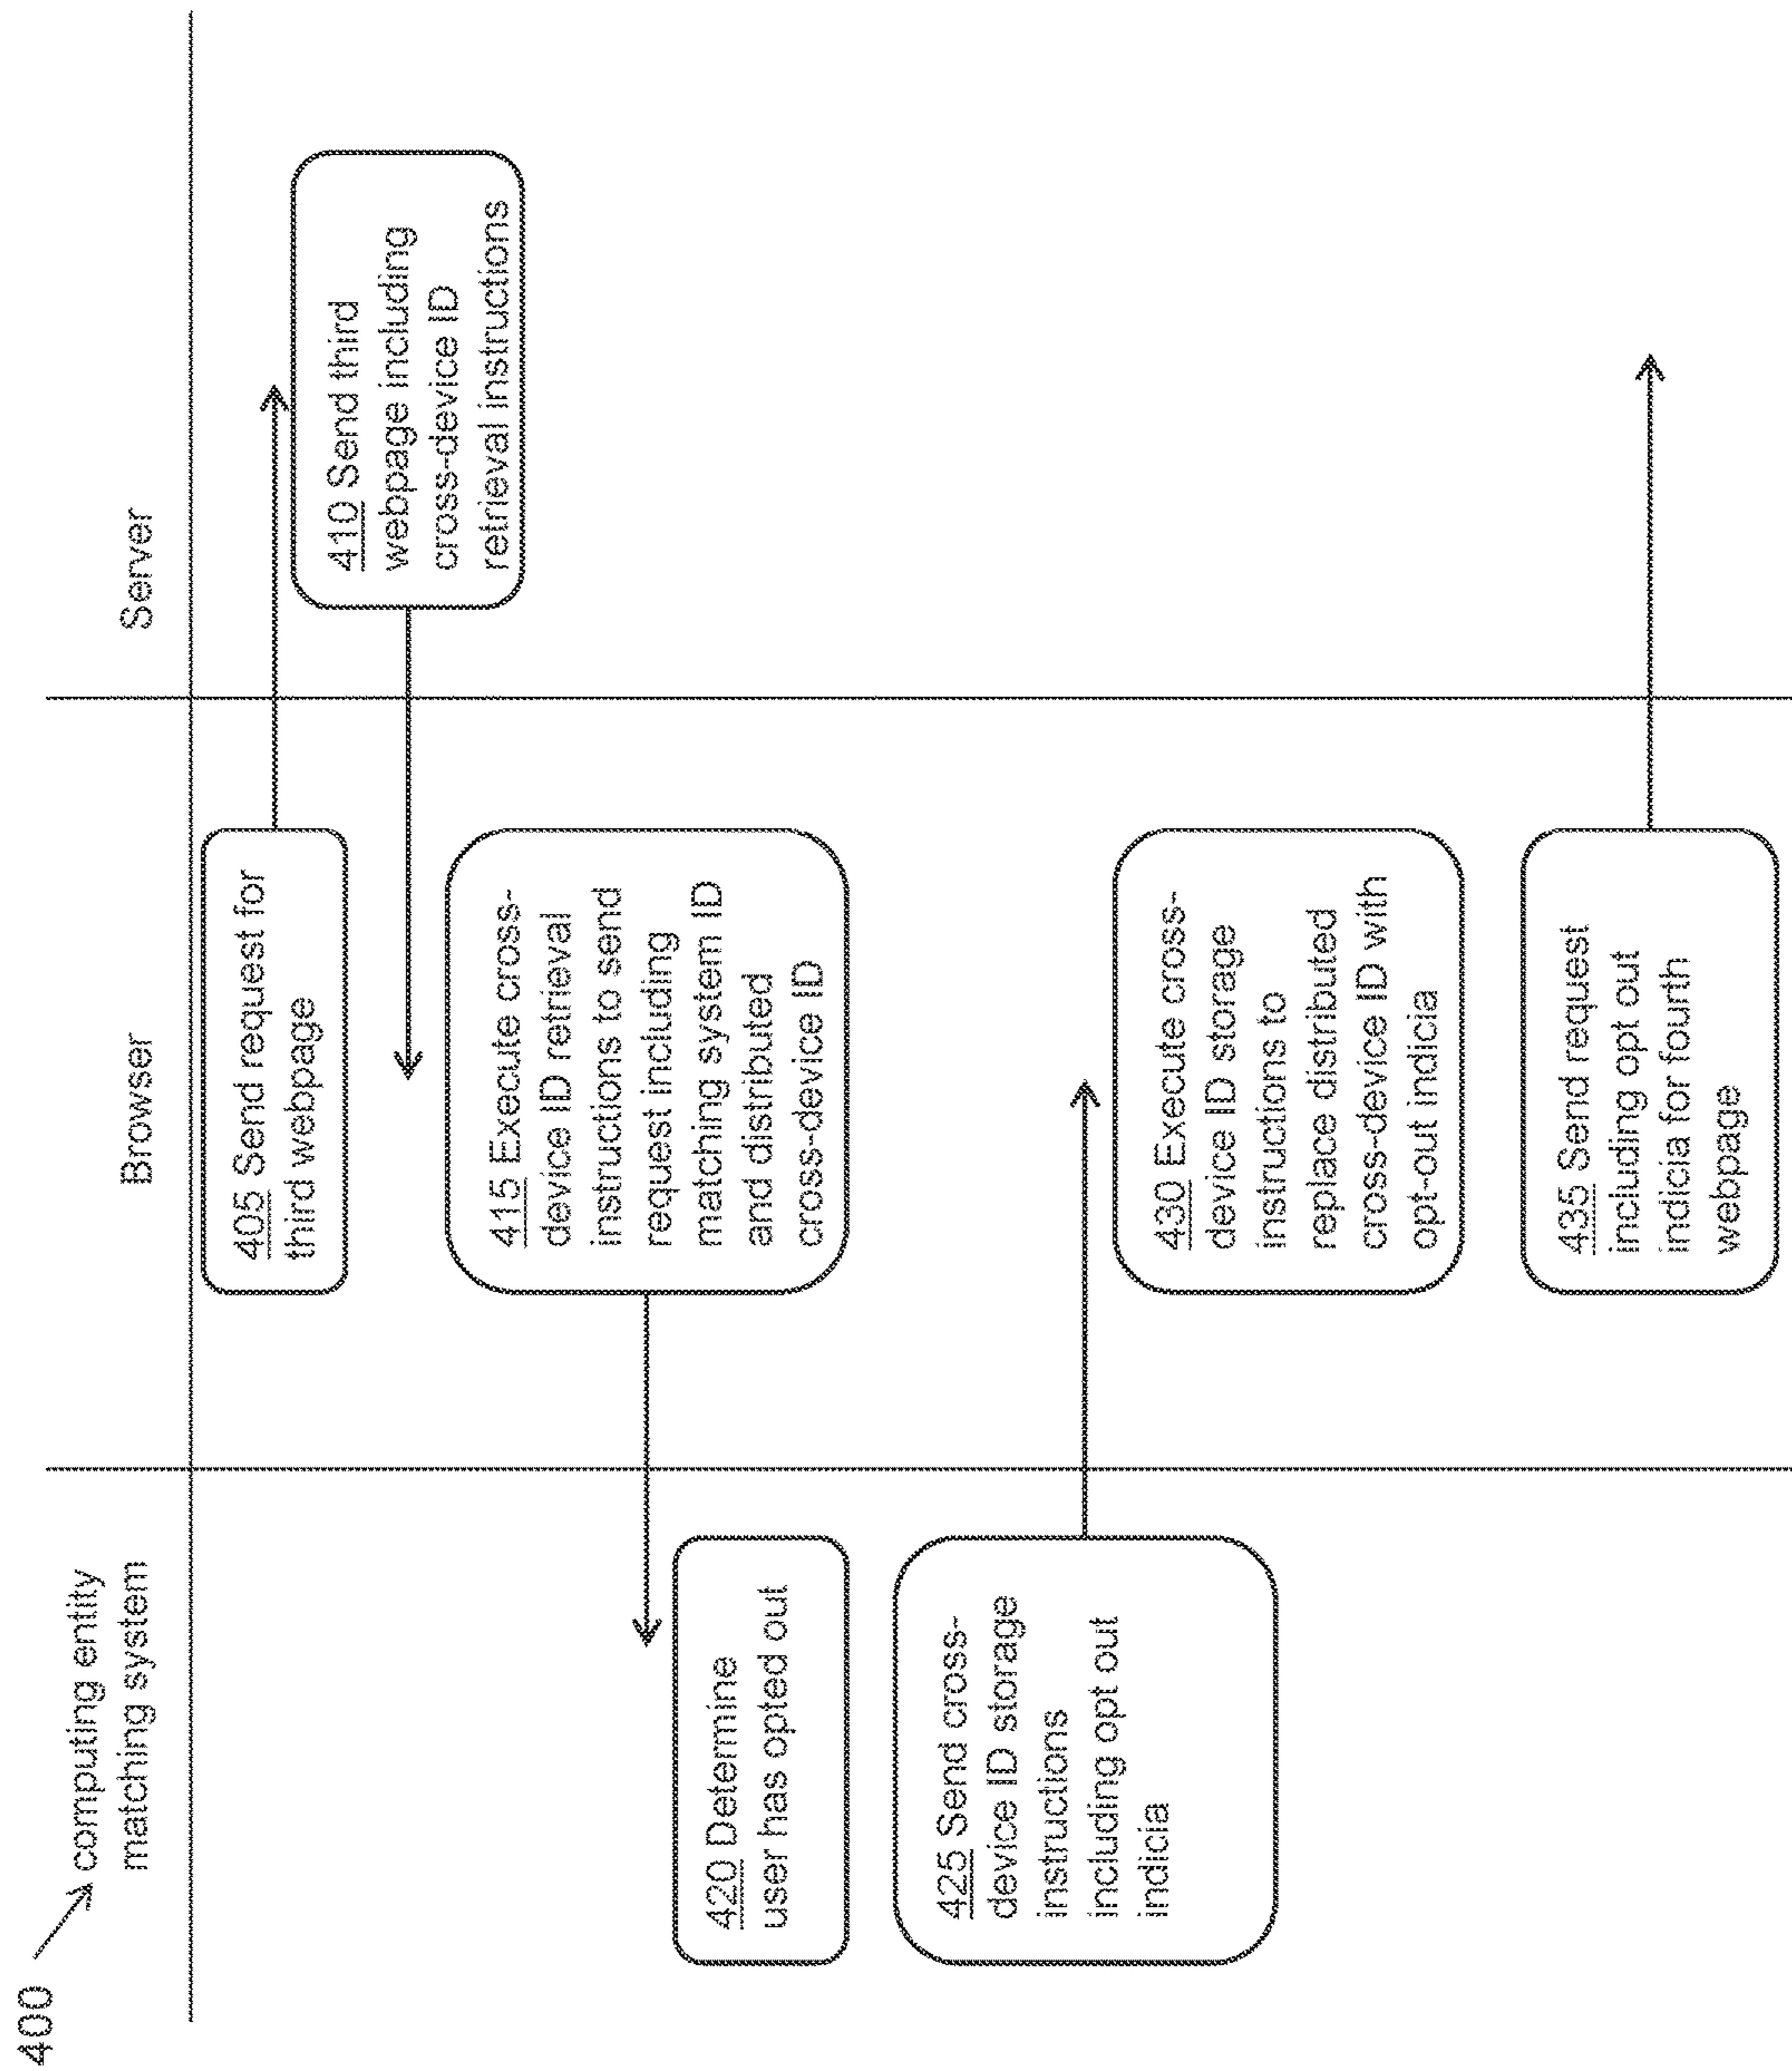 400
computing entity
matching system
Browser
Server
405 Send request for
third webpage
410 Send third
webpage including
cross-device ID
retrieval instructions
415 Execute cross-
device ID retrieval
instructions to send
request including
matching system ID
and distributed
cross-device ID
420 Determine
user has opted out
425 Send cross-
device ID storage
instructions
including opt out
indicia
430 Execute cross-
device ID storage
instructions to
replace distributed
cross-device ID with
opt-out indicia
435 Send request
including opt out
indicia for fourth
webpage